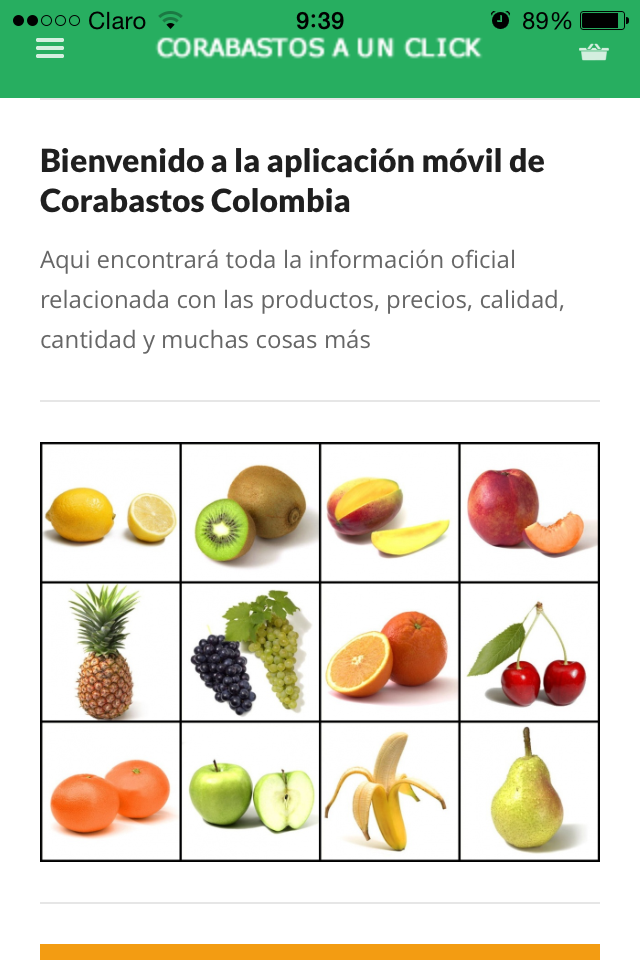 Claro 9:39 89%
CORABASTOS A UN CLICK
Bienvenido a la aplicación móvil de
Corabastos Colombia
Aqui encontrará toda la información oficial
relacionada con las productos, precios, calidad,
cantidad y muchas cosas más